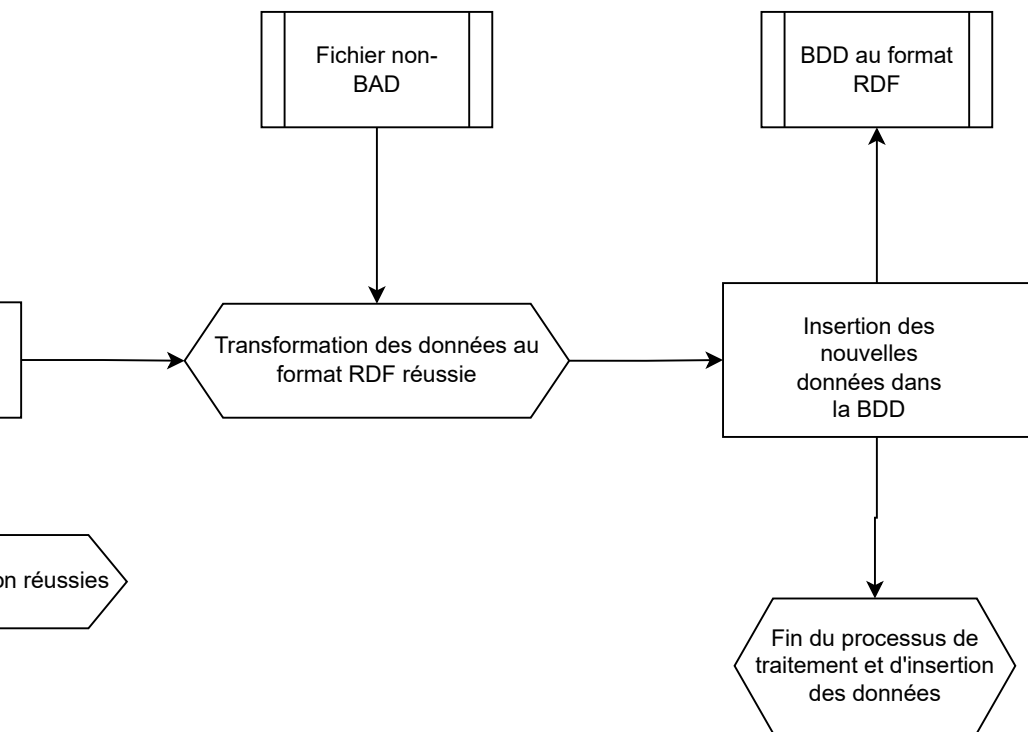 Fichier non-
BAD
BDD au format
RDF
Transformation des données au
format RDF réussie
Insertion des
nouvelles
données dans
la BDD
réussies
Fin du processus de
traitement et d'insertion
des données